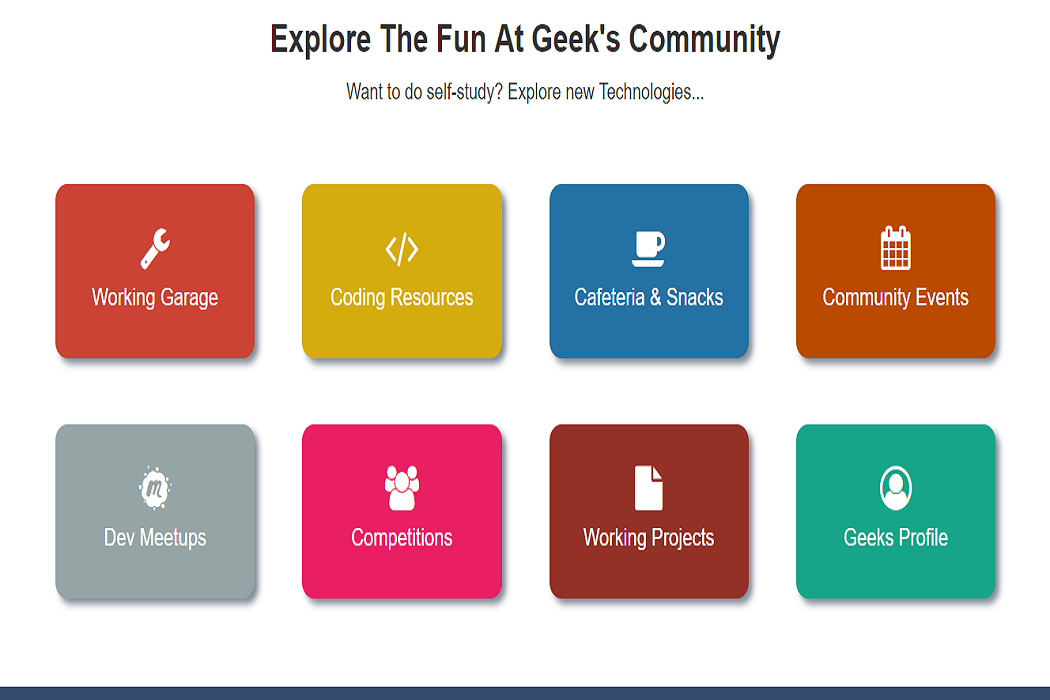 Explore The Fun At Geek's Community
Want to do self-study? Explore new Technologies...
Working Garage
Coding Resources
Cafeteria & Snacks
Community Events
m
Dev Meetups
Competitions
Working Projects
Geeks Profile